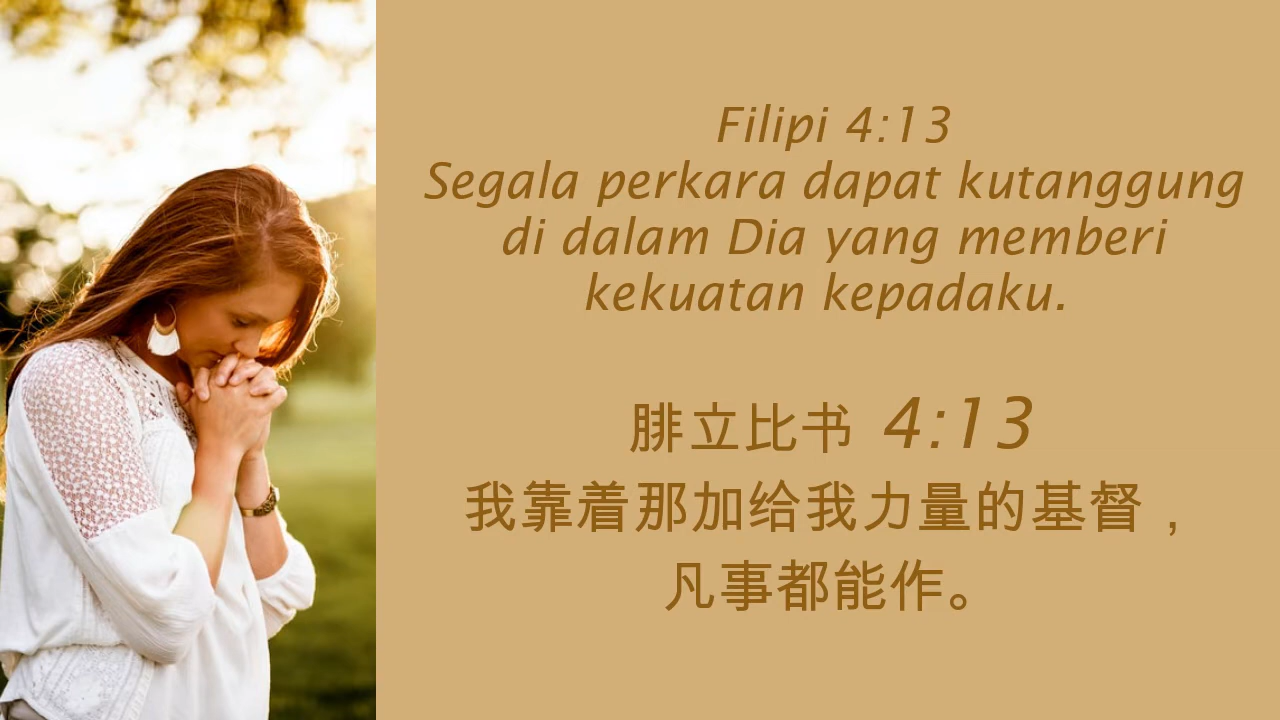 Filipi 4:13
Segala perkara dapat kutanggung
di dalam Dia yang memberi
kekuatan kepadaku.
腓立比书 4:13
我靠着那加给我力量的基督，
凡事都能作。